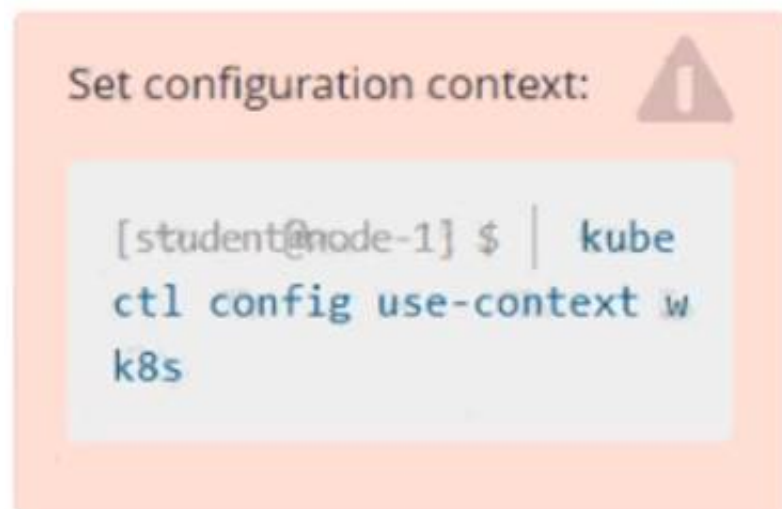 Set configuration context:
[student@node-1] $ | kube
ctl config use-context w
k8s